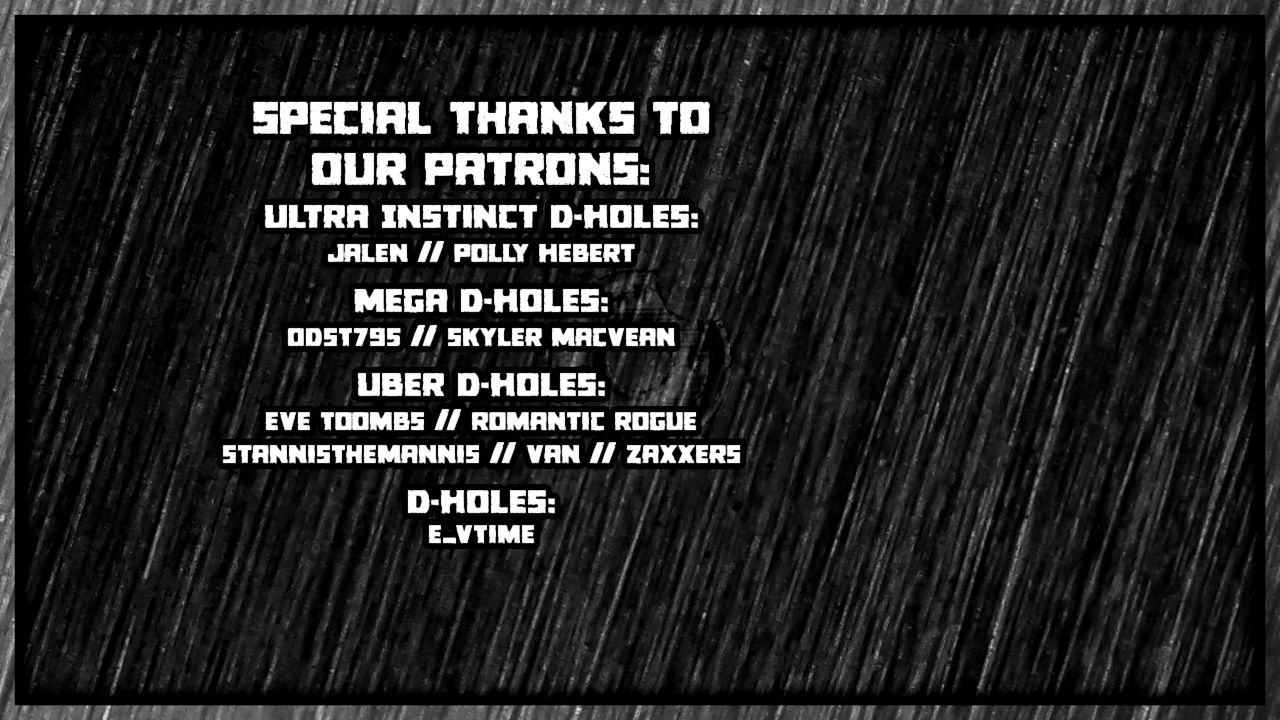 SPECIAL THANKS TO
OUR PATRONS:
ULTRA INSTINCT D-HOLES:
JALEN // POLLY HEBERT
MEGA D-HOLES:
ODST795 // SKYLER MACVEAN
UBER D-HOLES:
EVE TOOMBS // ROMANTIC ROGUE
STANNISTHEMANNIS // VAN // ZAXXERS
D-HOLES:
E_VTIME